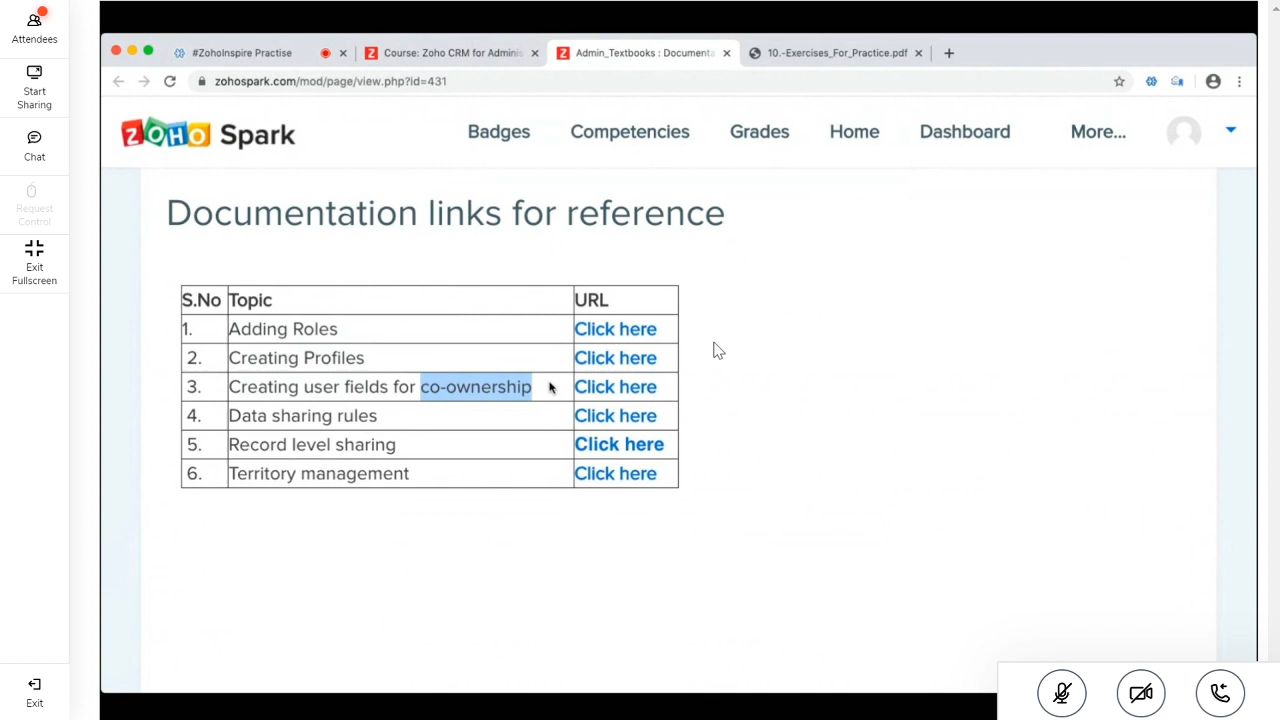 Attendees
Start
Sharing
Chat
Request
Control
Exit
Fullscreen
Exit
#ZohoInspire Practise
Course: Zoho CRM for Adminis
Admin_Textbooks : Documenta
10.-Exercises_For_Practice.pdf
zohospark.com/mod/page/view.php?id=431
ZOHO Spark
Badges
Competencies
Grades
Home
Dashboard
More...
Documentation links for reference
S.No Topic URL
1. Adding Roles Click here
2. Creating Profiles Click here
3. Creating user fields for co-ownership Click here
4. Data sharing rules Click here
5. Record level sharing Click here
6. Territory management Click here